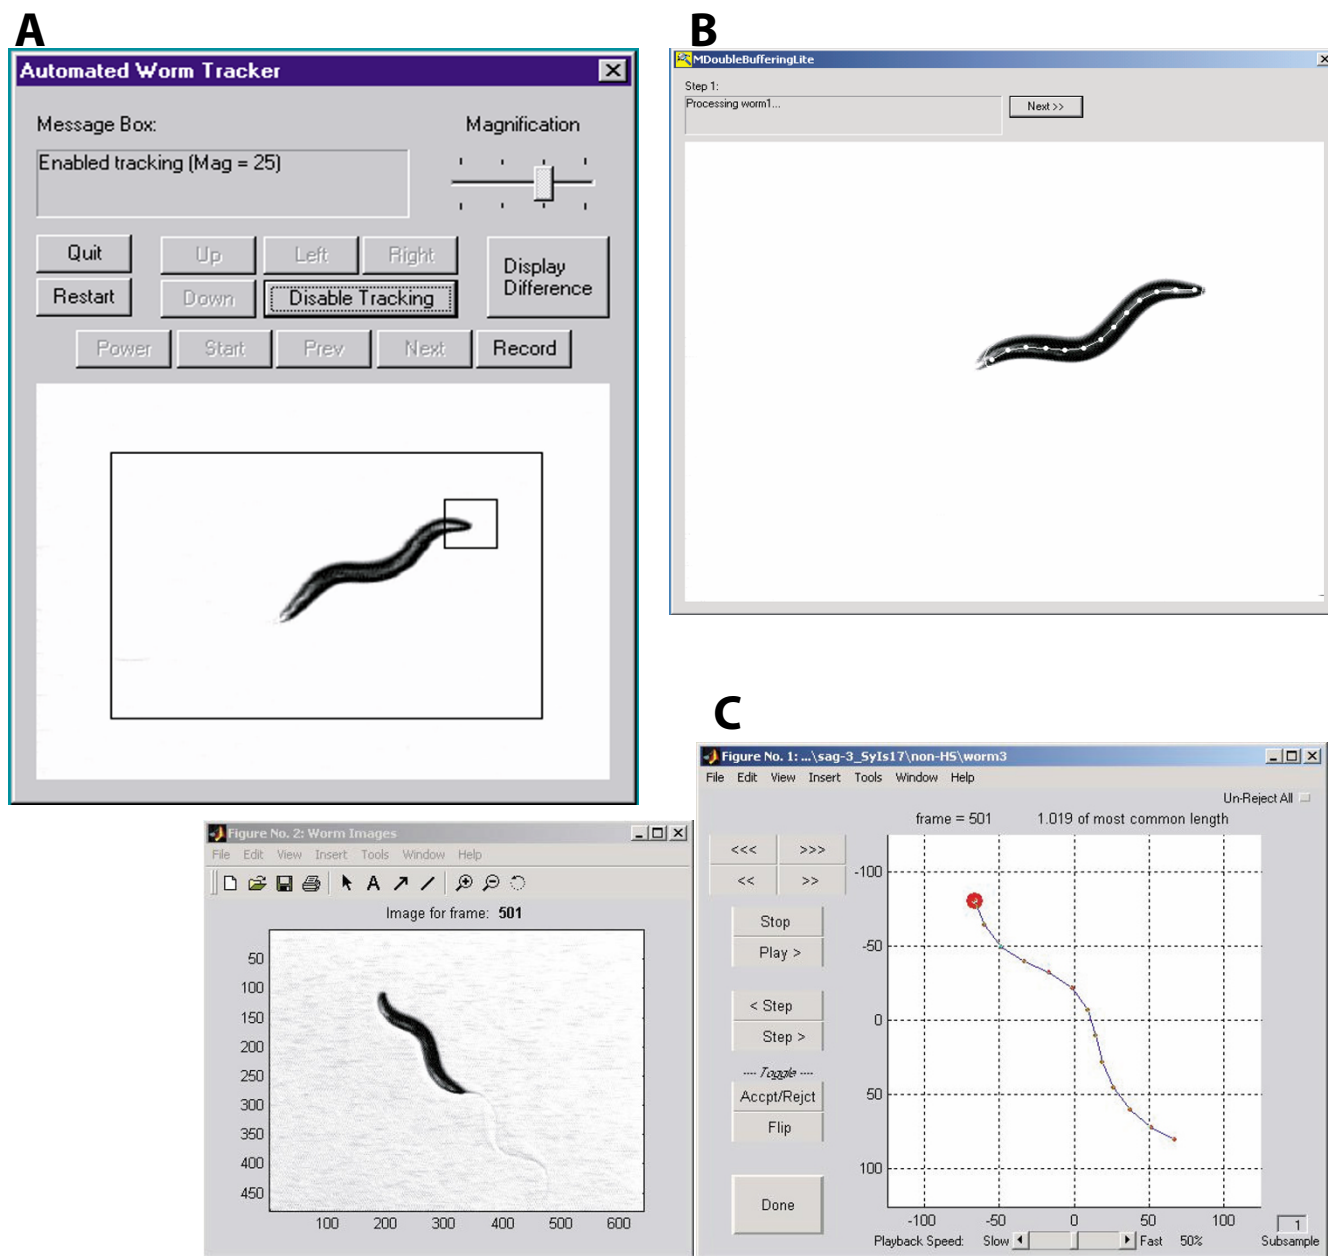 A
Automated Worm Tracker
Message Box:
Magnification
Enabled tracking (Mag = 25)
Quit
Up
Left
Right
Display
Difference
Restart
Down
Disable Tracking
Power
Start
Prev
Next
Record
B
MDoubleBufferingLite
Step 1:
Processing worm1...
Next >>
Figure No. 2: Worm Images
File Edit View Insert Tools Window Help
A
Image for frame: 501
50
100
150
200
250
300
350
400
450
100 200 300 400 500 600
C
Figure No. 1: ...\sag-3_SyIs17\non-HS\worm3
File Edit View Insert Tools Window Help
Un-Reject All
frame = 501 1.019 of most common length
<<< >>>
<< >>
Stop
Play >
< Step
Step >
---- Toggle ----
Accpt/Rejct
Flip
Done
-100
-50
0
50
100
-100 -50 0 50 100
Playback Speed: Slow Fast 50%
1
Subsample